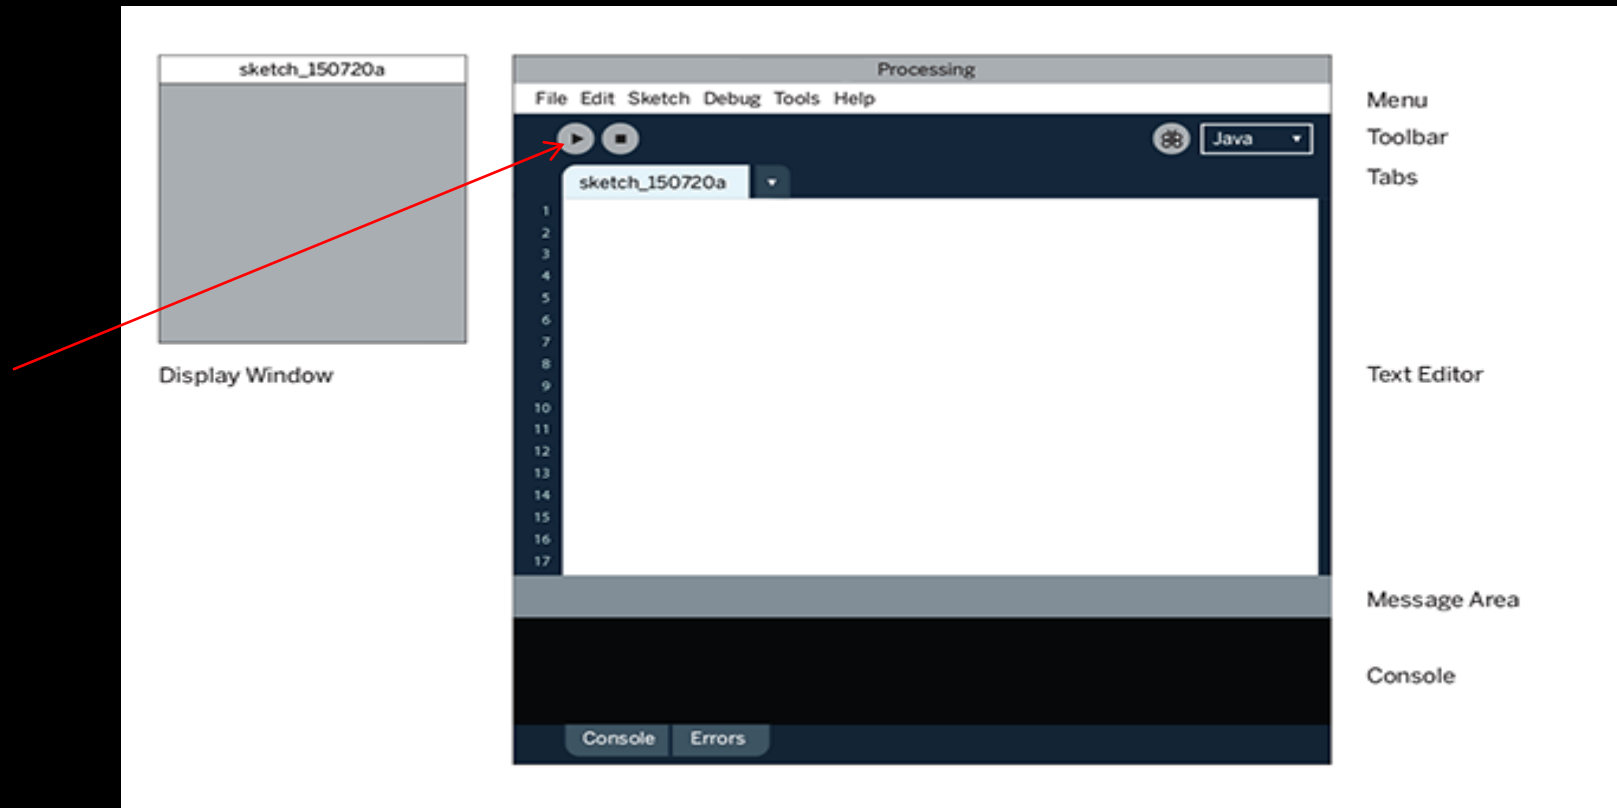 sketch_150720a
Display Window
Processing
File Edit Sketch Debug Tools Help
Java
sketch_150720a
1
2
3
4
5
6
7
8
9
10
11
12
13
14
15
16
17
Console Errors
Menu
Toolbar
Tabs
Text Editor
Message Area
Console